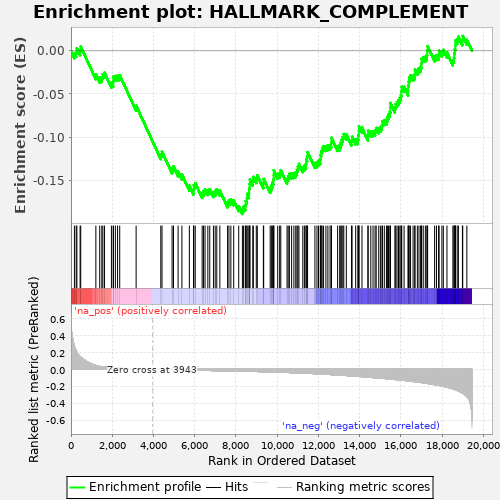 Enrichment plot: HALLMARK_COMPLEMENT
Enrichment score (ES)
0.00
-0.05
-0.10
-0.15
Ranked list metric (PreRanked)
0.6
0.4
0.2
0.0
-0.2
-0.4
-0.6
'na_pos' (positively correlated)
Zero cross at 3943
'na_neg' (negatively correlated)
0
2,000
4,000
6,000
8,000
10,000
12,000
14,000
16,000
18,000
20,000
Rank in Ordered Dataset
Enrichment profile
Hits
Ranking metric scores